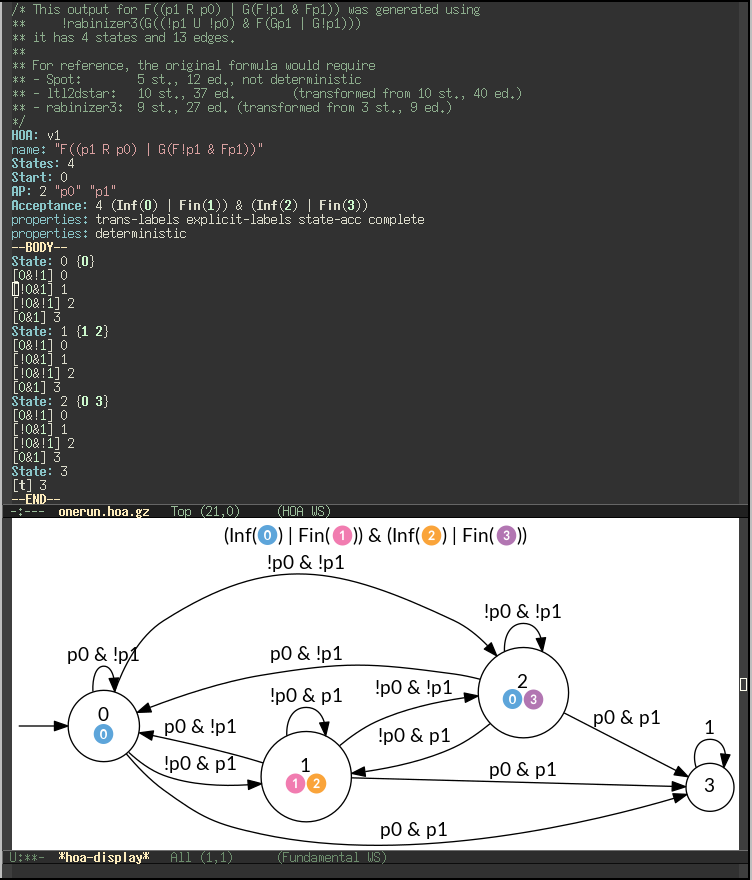 /* This output for F((p1 R p0) | G(F!p1 & Fp1)) was generated using
**     !rabinizer3(G((!p1 U !p0) & F(Gp1 | G!p1)))
** it has 4 states and 13 edges.
**
** For reference, the original formula would require
** - Spot:       5 st., 12 ed., not deterministic
** - ltl2dstar:  10 st., 37 ed.       (transformed from 10 st., 40 ed.)
** - rabinizer3:  9 st., 27 ed. (transformed from 3 st., 9 ed.)
*/
HOA: v1
name: "F((p1 R p0) | G(F!p1 & Fp1))"
States: 4
Start: 0
AP: 2 "p0" "p1"
Acceptance: 4 (Inf(0) | Fin(1)) & (Inf(2) | Fin(3))
properties: trans-labels explicit-labels state-acc complete
properties: deterministic
--BODY--
State: 0 {0}
[0&!1] 0
[!0&1] 1
[!0&!1] 2
[0&1] 3
State: 1 {1 2}
[0&!1] 0
[!0&1] 1
[!0&!1] 2
[0&1] 3
State: 2 {0 3}
[0&!1] 0
[!0&1] 1
[!0&!1] 2
[0&1] 3
State: 3
[t] 3
--END--
-:---  onerun.hoa.gz   Top (21,0)     (HOA WS)
(Inf(0) | Fin(1)) & (Inf(2) | Fin(3))
!p0 & !p1
!p0 & !p1
p0 & !p1
p0 & !p1
2
0 3
!p0 & !p1
!p0 & p1
0
0
p0 & !p1
p0 & p1
1
!p0 & p1
!p0 & p1
1
1 2
p0 & p1
3
p0 & p1
U:**-  *hoa-display*   All (1,1)      (Fundamental WS)